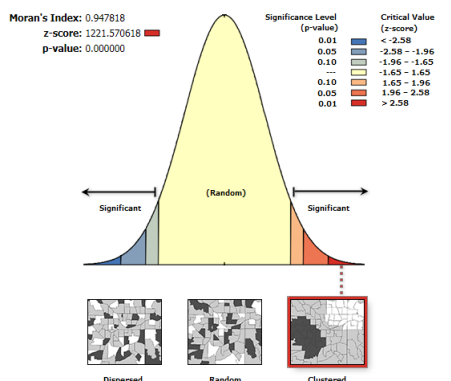 Moran's Index: 0.947818
z-score: 1221.570618
p-value: 0.000000
Significance Level
(p-value)
Critical Value
(z-score)
0.01 < -2.58
0.05 -2.58 – -1.96
0.10 -1.96 – -1.65
--- -1.65 – 1.65
0.10 1.65 – 1.96
0.05 1.96 – 2.58
0.01 > 2.58
(Random)
Significant Significant
Dispersed Random Clustered